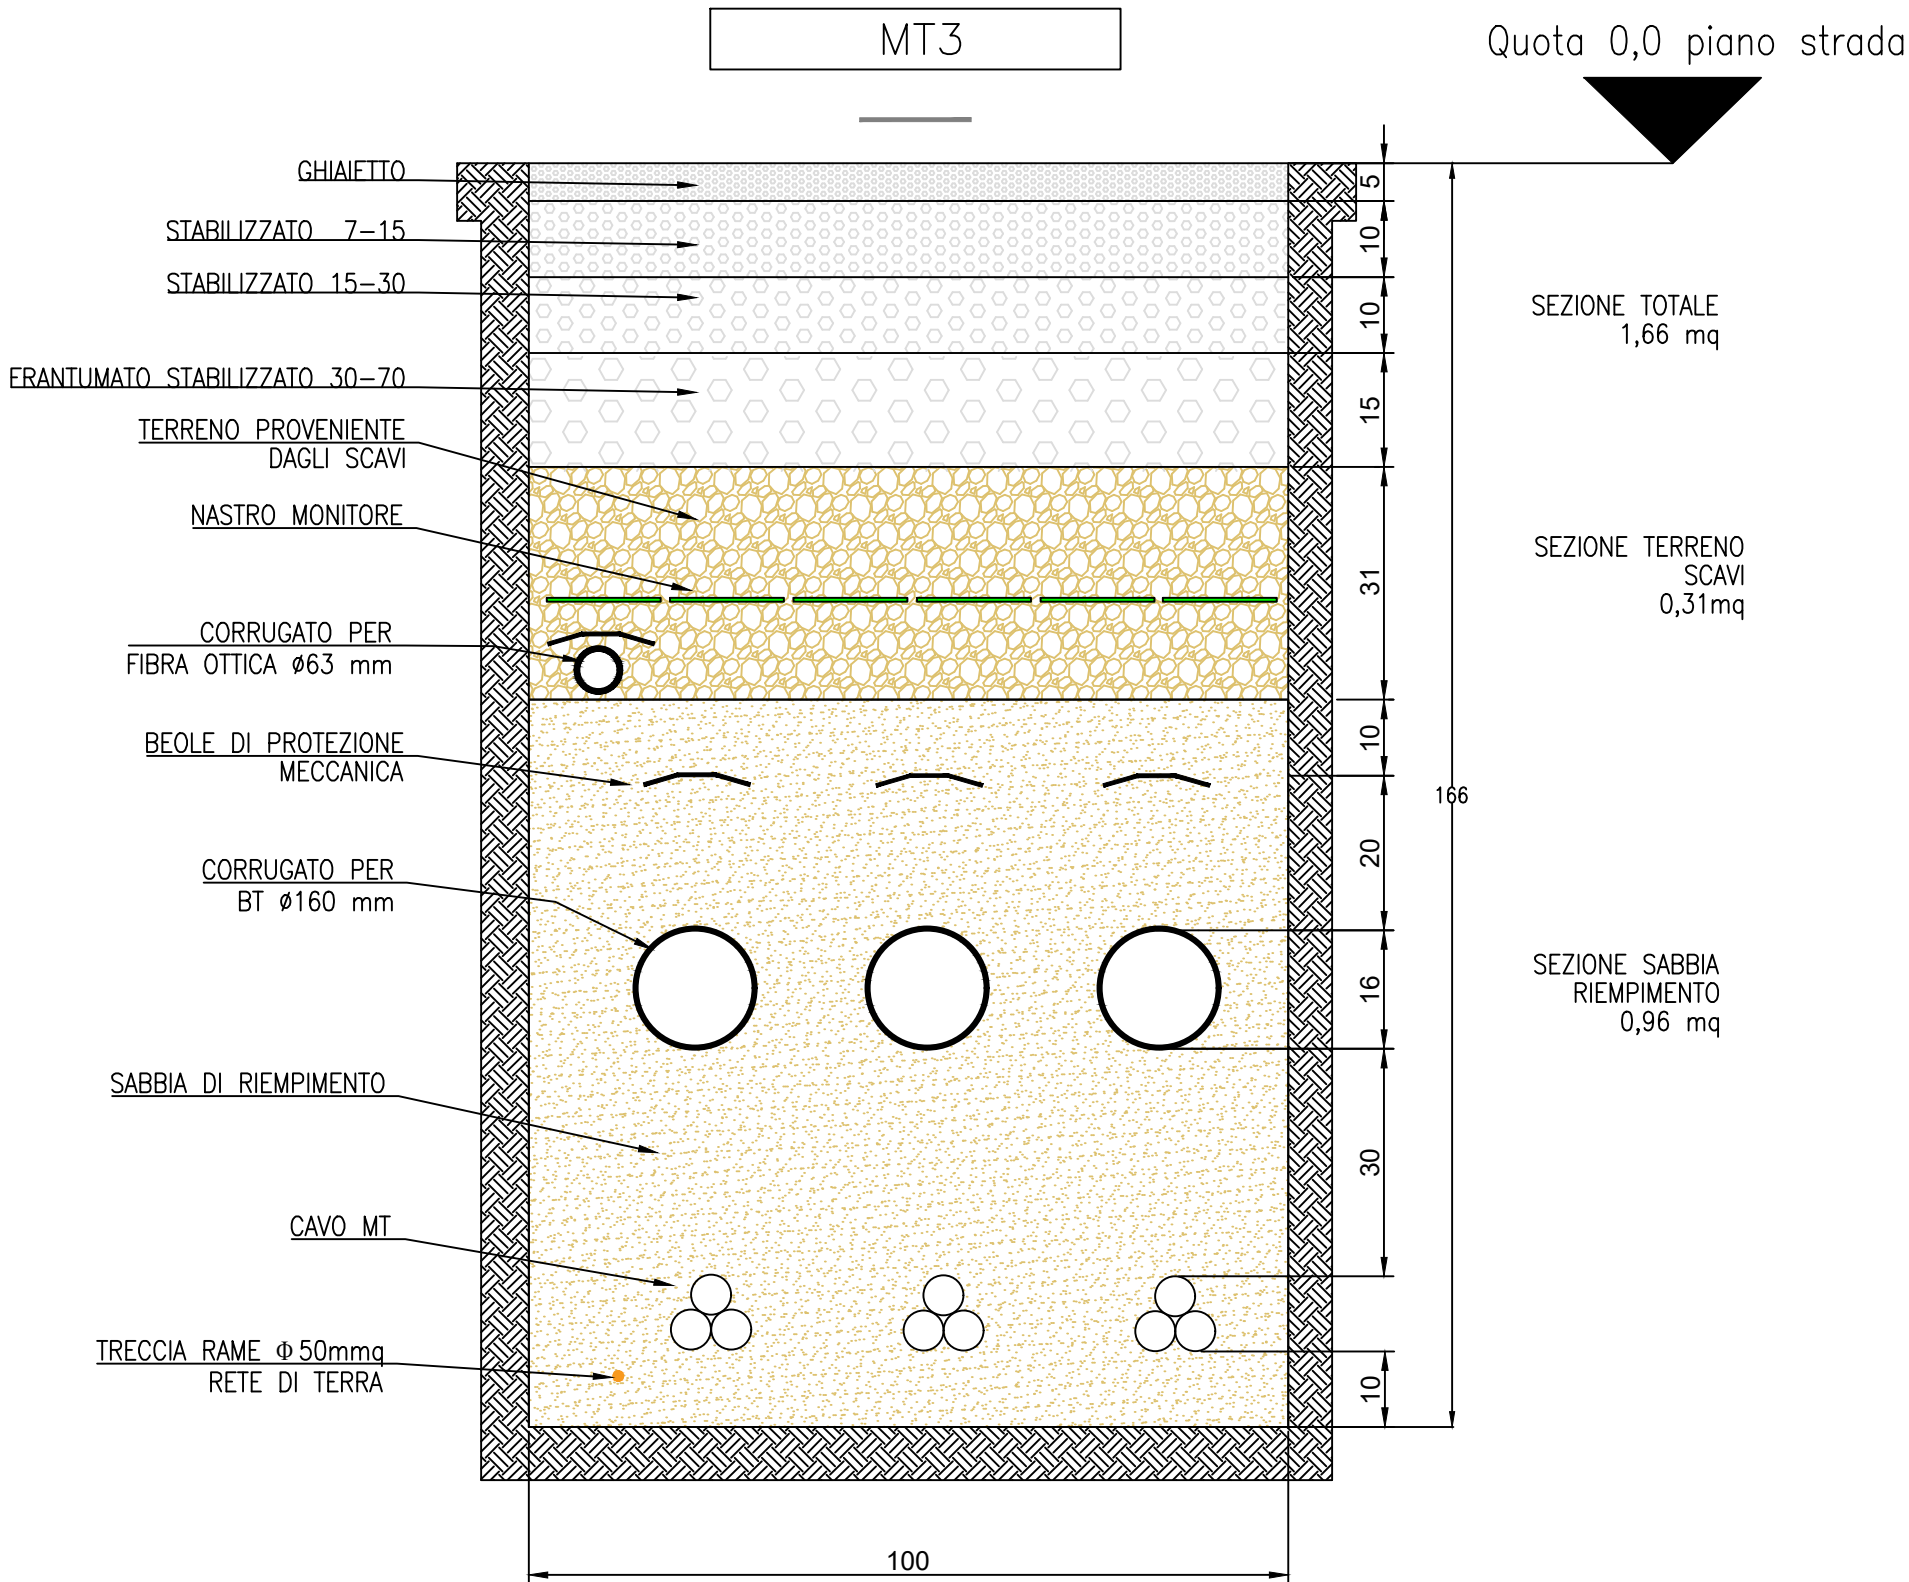 MT3
Quota 0,0 piano strada
GHIAIETTO
STABILIZZATO 7-15
STABILIZZATO 15-30
FRANTUMATO STABILIZZATO 30-70
TERRENO PROVENIENTE
DAGLI SCAVI
NASTRO MONITORE
CORRUGATO PER
FIBRA OTTICA ø63 mm
BEOLE DI PROTEZIONE
MECCANICA
CORRUGATO PER
BT ø160 mm
SABBIA DI RIEMPIMENTO
CAVO MT
TRECCIA RAME Φ50mmq
RETE DI TERRA
5
10
10
15
31
10
20
16
30
10
166
100
SEZIONE TOTALE
1,66 mq
SEZIONE TERRENO
SCAVI
0,31mq
SEZIONE SABBIA
RIEMPIMENTO
0,96 mq